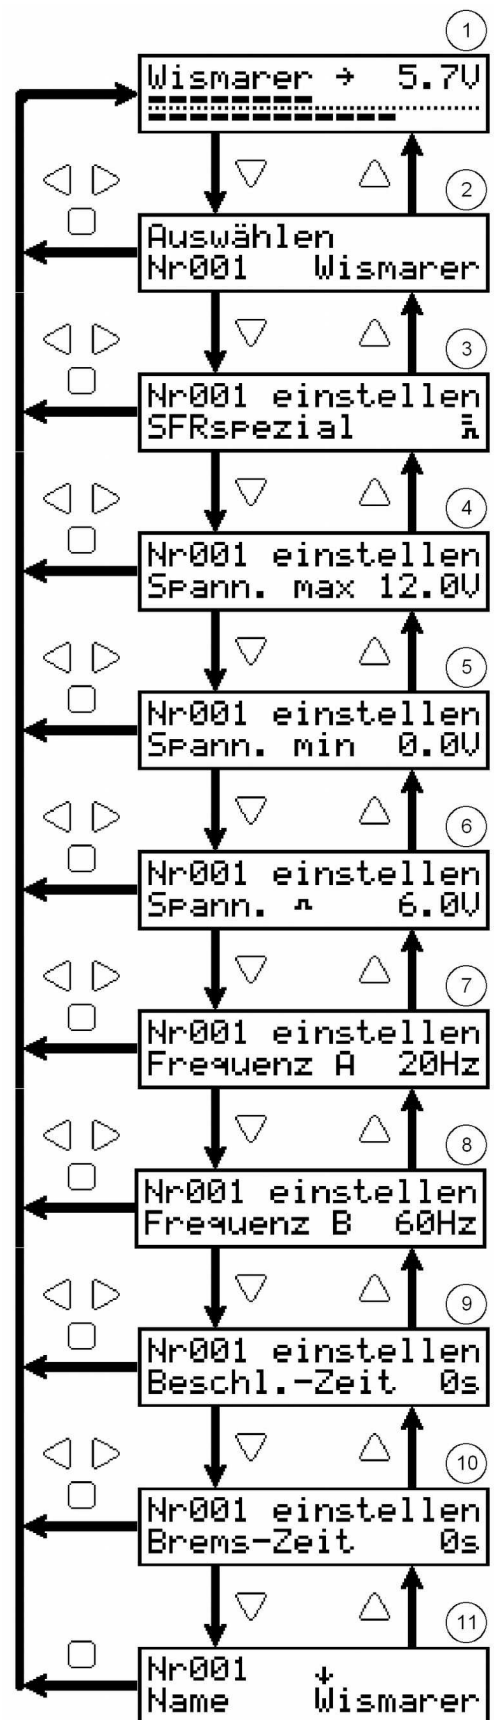 1
Wismarer → 5.7V
2
Auswählen
Nr001 Wismarer
3
Nr001 einstellen
SFRspezial
4
Nr001 einstellen
Spann. max 12.0V
5
Nr001 einstellen
Spann. min 0.0V
6
Nr001 einstellen
Spann. 6.0V
7
Nr001 einstellen
Frequenz A 20Hz
8
Nr001 einstellen
Frequenz B 60Hz
9
Nr001 einstellen
Beschl.-Zeit 0s
10
Nr001 einstellen
Brems-Zeit 0s
11
Nr001 ↓
Name Wismarer